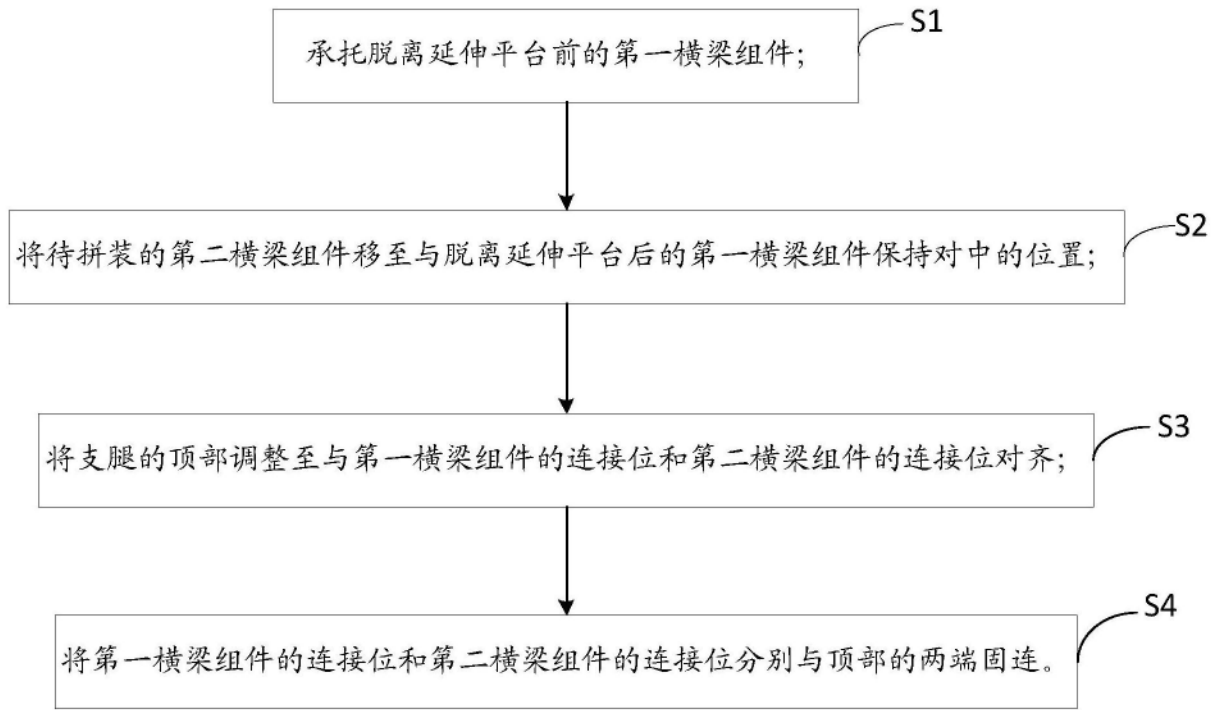 S1
承托脱离延伸平台前的第一横梁组件;
S2
将待拼装的第二横梁组件移至与脱离延伸平台后的第一横梁组件保持对中的位置;
S3
将支腿的顶部调整至与第一横梁组件的连接位和第二横梁组件的连接位对齐;
S4
将第一横梁组件的连接位和第二横梁组件的连接位分别与顶部的两端固连。